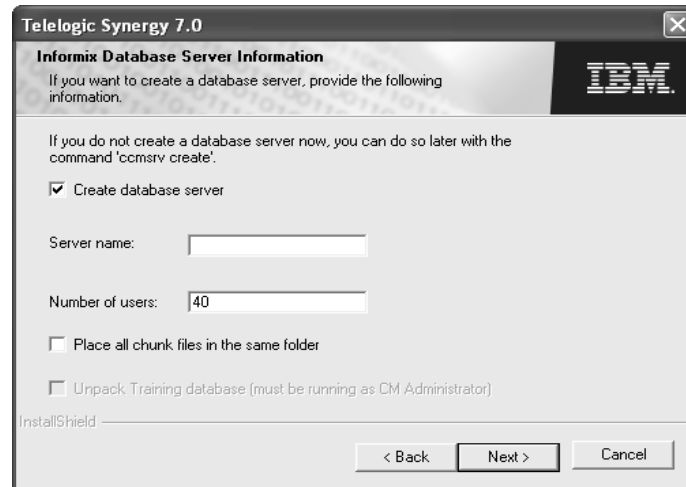 Telelogic Synergy 7.0
Informix Database Server Information
If you want to create a database server, provide the following
information.
IBM.
If you do not create a database server now, you can do so later with the
command 'ccmsrv create'.
Create database server
Server name:
Number of users: 40
Place all chunk files in the same folder
Unpack Training database (must be running as CM Administrator)
InstallShield
< Back Next > Cancel